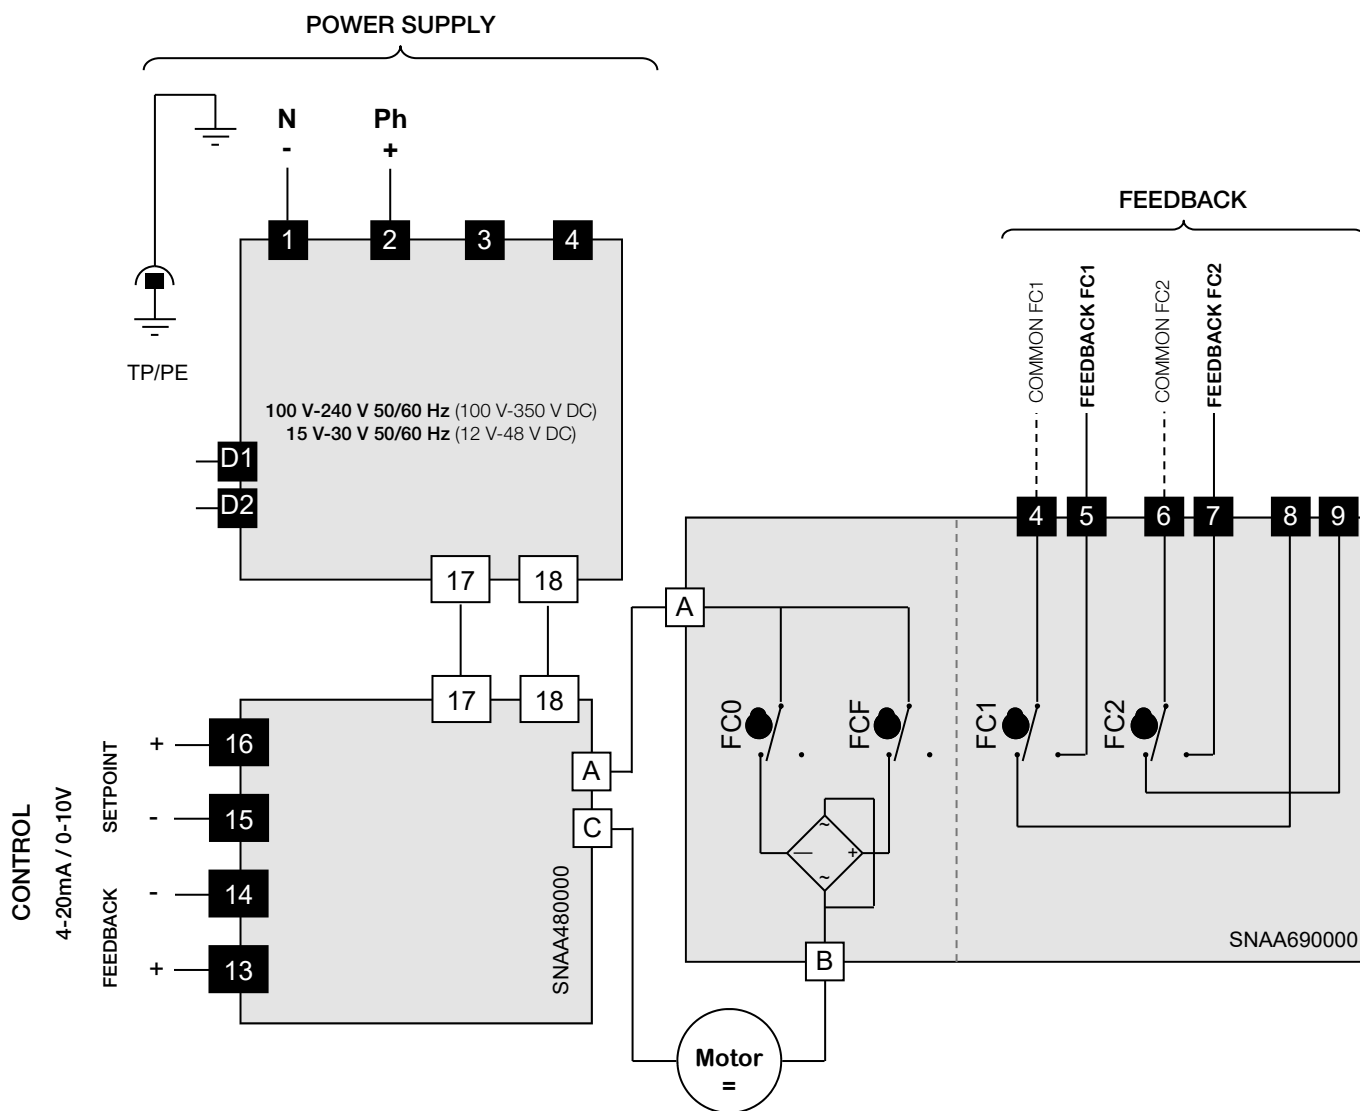 POWER SUPPLY
N
-
Ph
+
1
2
3
4
TP/PE
100 V-240 V 50/60 Hz (100 V-350 V DC)
15 V-30 V 50/60 Hz (12 V-48 V DC)
D1
D2
17
18
17
18
CONTROL
4-20mA / 0-10V
SETPOINT
FEEDBACK
+
16
-
15
-
14
+
13
A
C
SNAA480000
FEEDBACK
COMMON FC1
FEEDBACK FC1
COMMON FC2
FEEDBACK FC2
4
5
6
7
8
9
A
FC0
FCF
FC1
FC2
~
—
+
~
B
SNAA690000
Motor
=